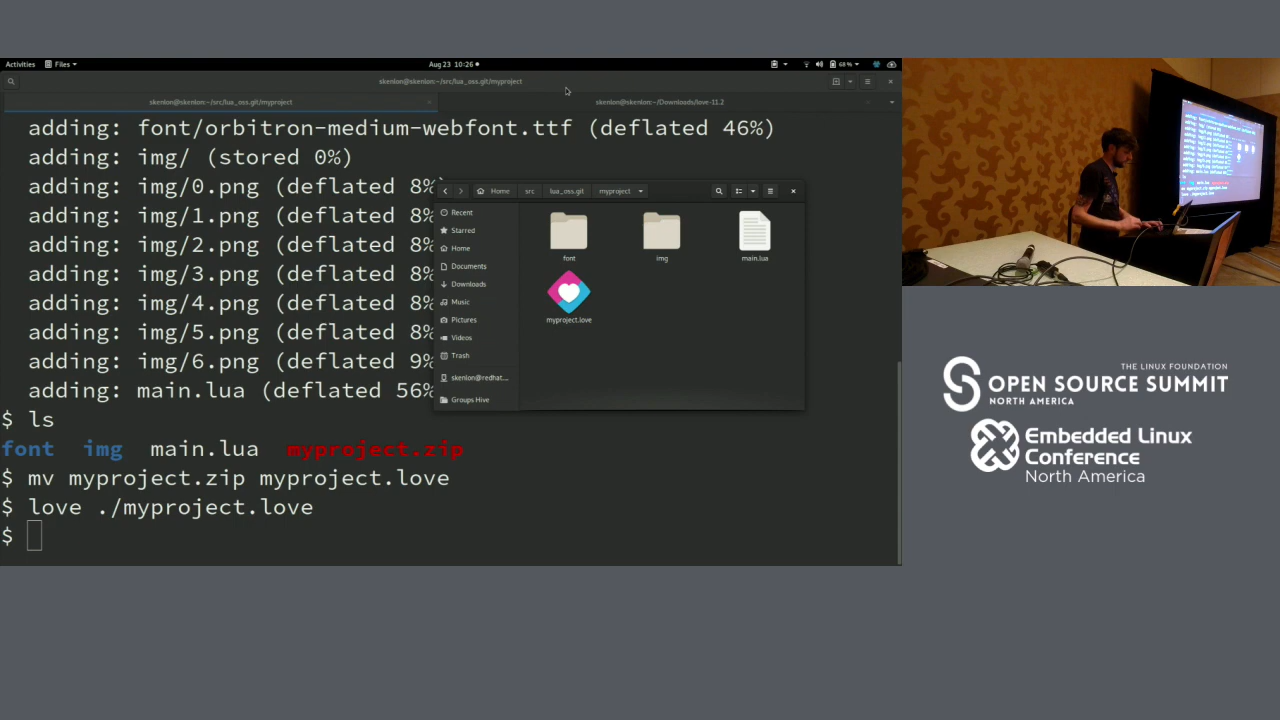 Activities
Files
Aug 23 10:26
68 %
skenlon@skenlon:~/src/lua_oss.git/myproject
skenlon@skenlon:~/src/lua_oss.git/myproject
skenlon@skenlon:~/Downloads/love-11.2
adding: font/orbitron-medium-webfont.ttf (deflated 46%)
adding: img/ (stored 0%)
adding: img/0.png (deflated 8%
adding: img/1.png (deflated 8%
adding: img/2.png (deflated 8%
adding: img/3.png (deflated 8%
adding: img/4.png (deflated 8%
adding: img/5.png (deflated 8%
adding: img/6.png (deflated 9%
adding: main.lua (deflated 56%
$ ls
font img main.lua myproject.zip
$ mv myproject.zip myproject.love
$ love ./myproject.love
$
Home src lua_oss.git myproject
Recent
Starred
Home
Documents
Downloads
Music
Pictures
Videos
Trash
skenlon@redhat....
Groups Hive
font
img
main.lua
myproject.love
THE LINUX FOUNDATION
OPEN SOURCE SUMMIT
NORTH AMERICA
Embedded Linux
Conference
North America